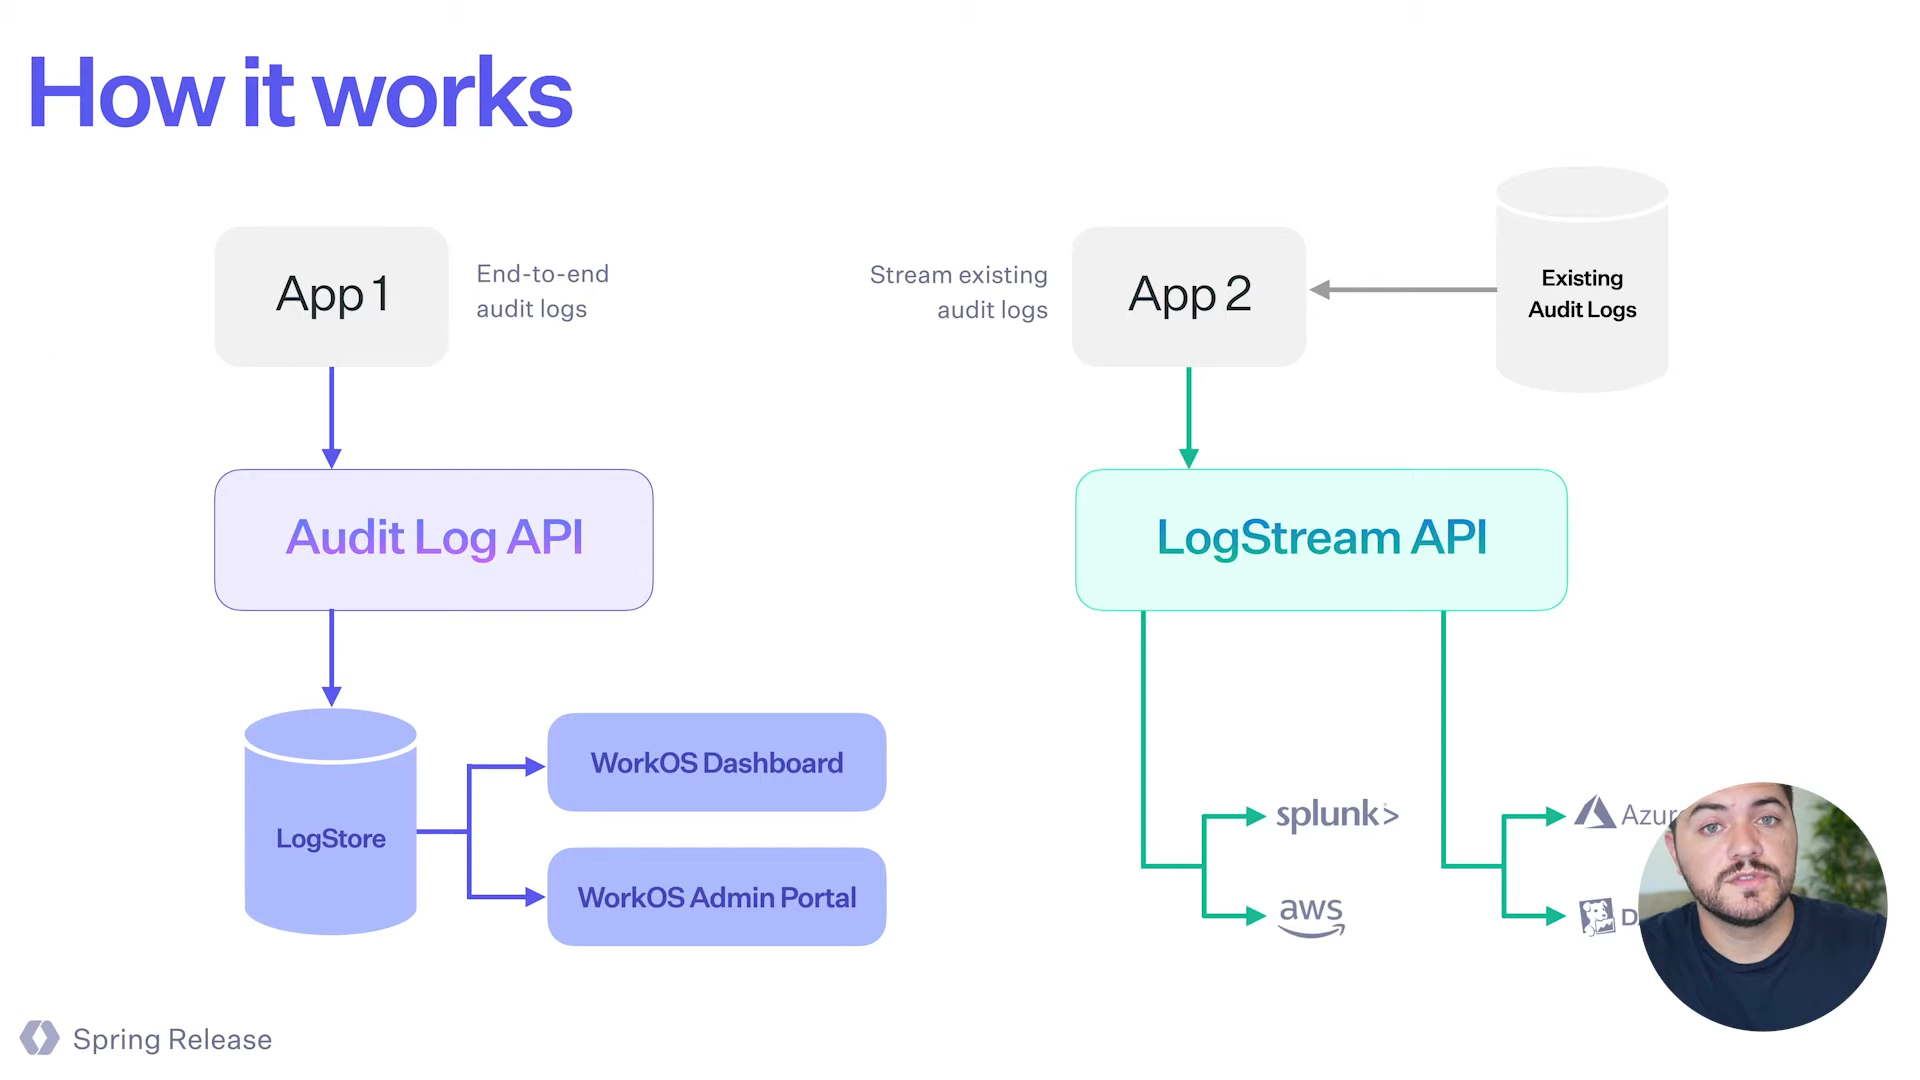 How it works
App 1
End-to-end
audit logs
Stream existing
audit logs
App 2
Existing
Audit Logs
Audit Log API
LogStream API
LogStore
WorkOS Dashboard
WorkOS Admin Portal
splunk>
aws
Spring Release